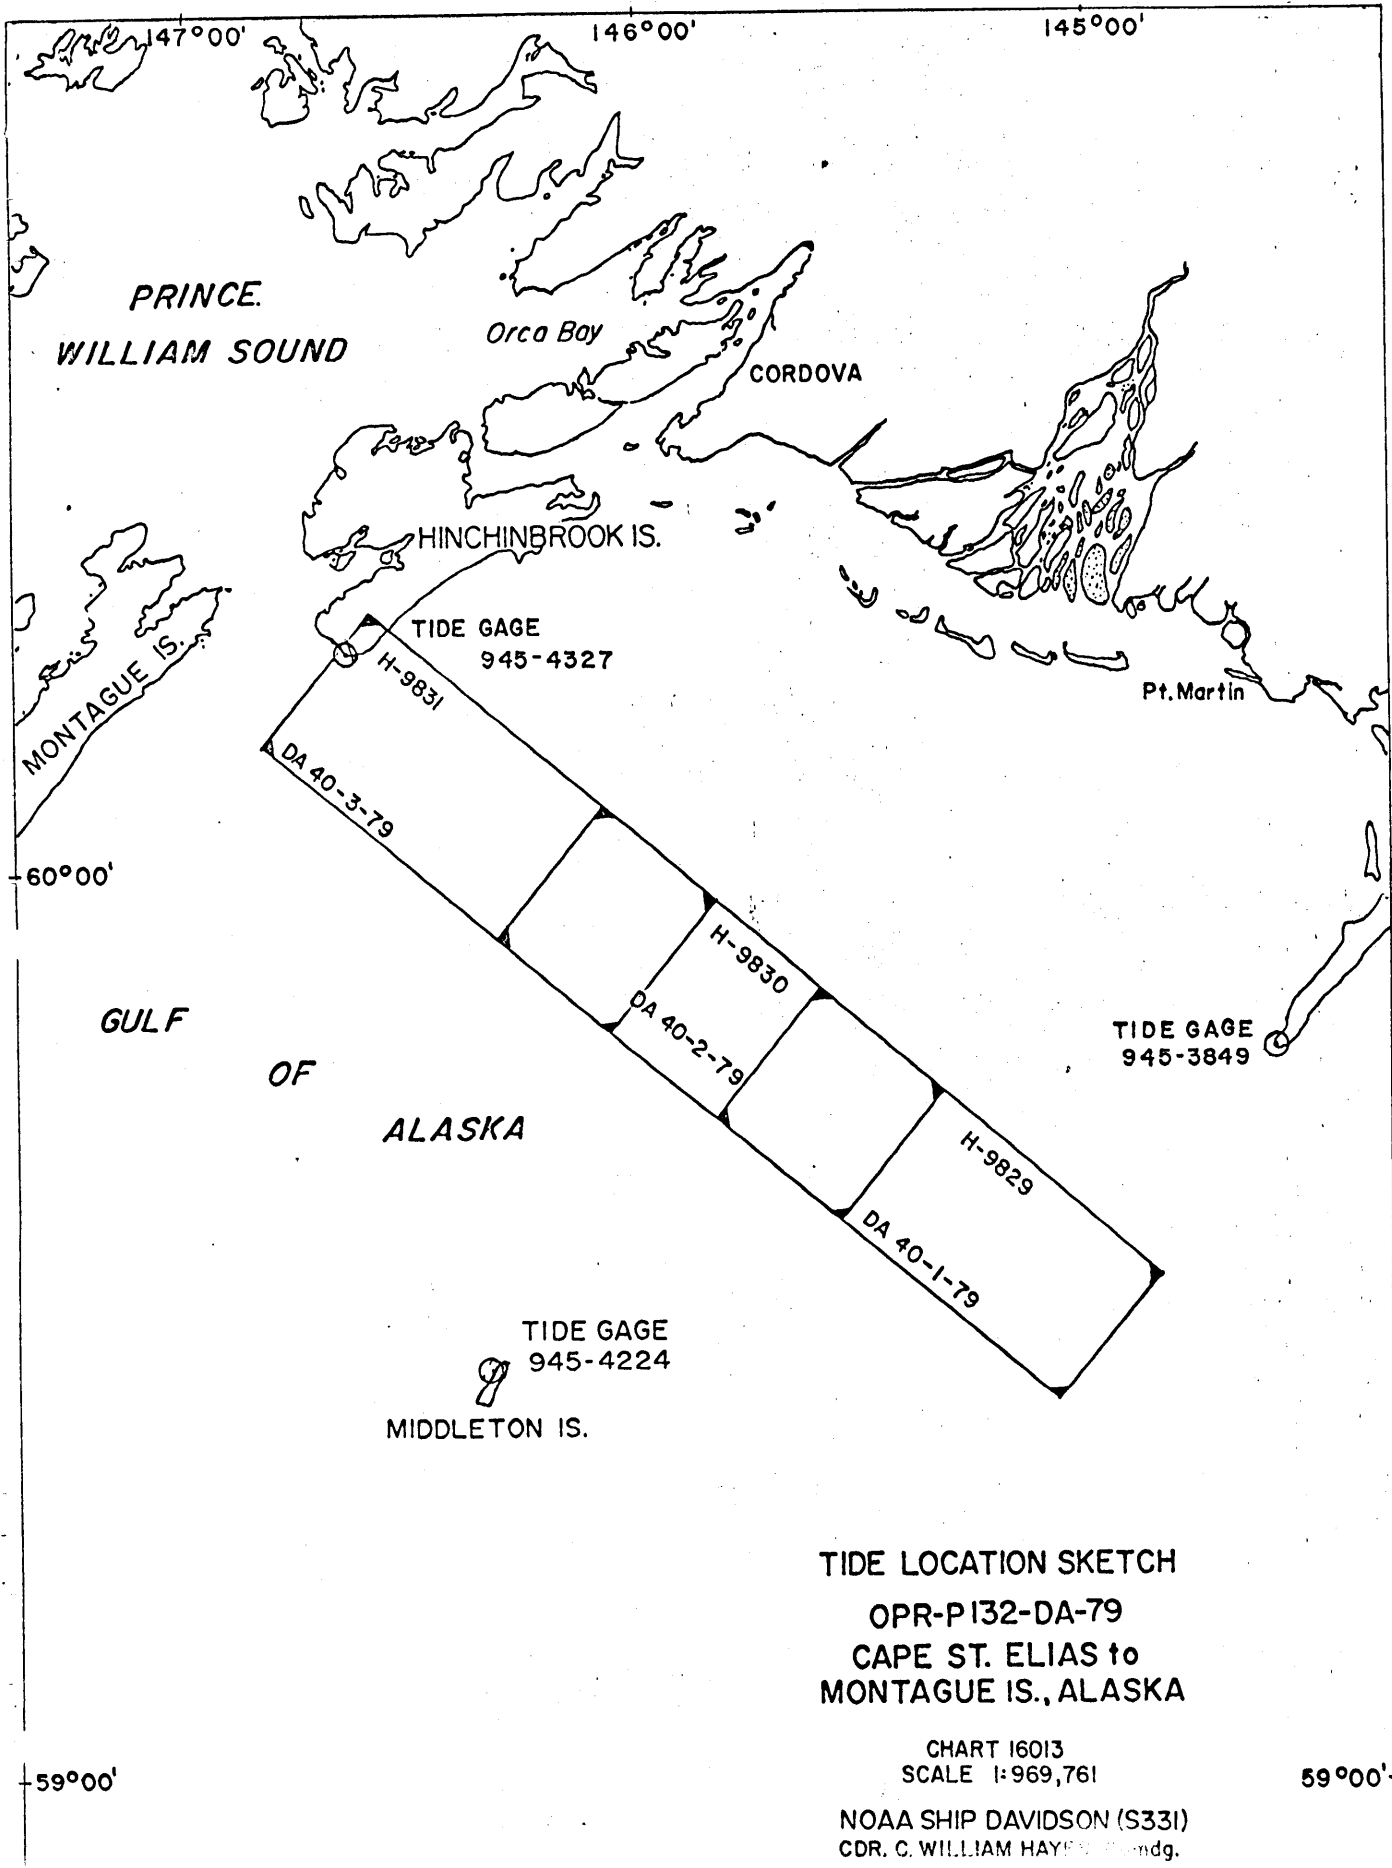 147°00'
146°00'
145°00'
PRINCE.
WILLIAM SOUND
Orca Bay
CORDOVA
HINCHINBROOK IS.
TIDE GAGE
945-4327
MONTAGUE IS.
H-9831
Pt. Martin
DA 40-3-79
60°00'
H-9830
DA 40-2-79
GULF
OF
ALASKA
TIDE GAGE
945-3849
H-9829
DA 40-1-79
TIDE GAGE
945-4224
MIDDLETON IS.
TIDE LOCATION SKETCH
OPR-P132-DA-79
CAPE ST. ELIAS to
MONTAGUE IS., ALASKA
CHART 16013
SCALE 1:969,761
59°00'
59°00'
NOAA SHIP DAVIDSON (S331)
CDR. C. WILLIAM